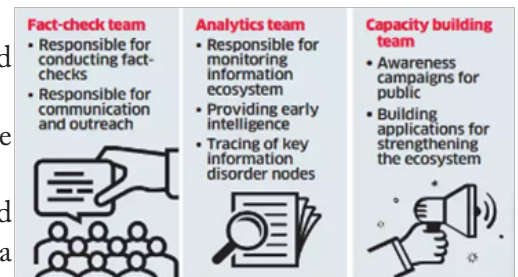 d
e
d
a
Fact-check team
• Responsible for
conducting fact-
checks
• Responsible for
communication
and outreach
Analytics team
• Responsible for
monitoring
information
ecosystem
• Providing early
intelligence
• Tracing of key
information
disorder nodes
Capacity building
team
• Awareness
campaigns for
public
• Building
applications for
strengthening
the ecosystem